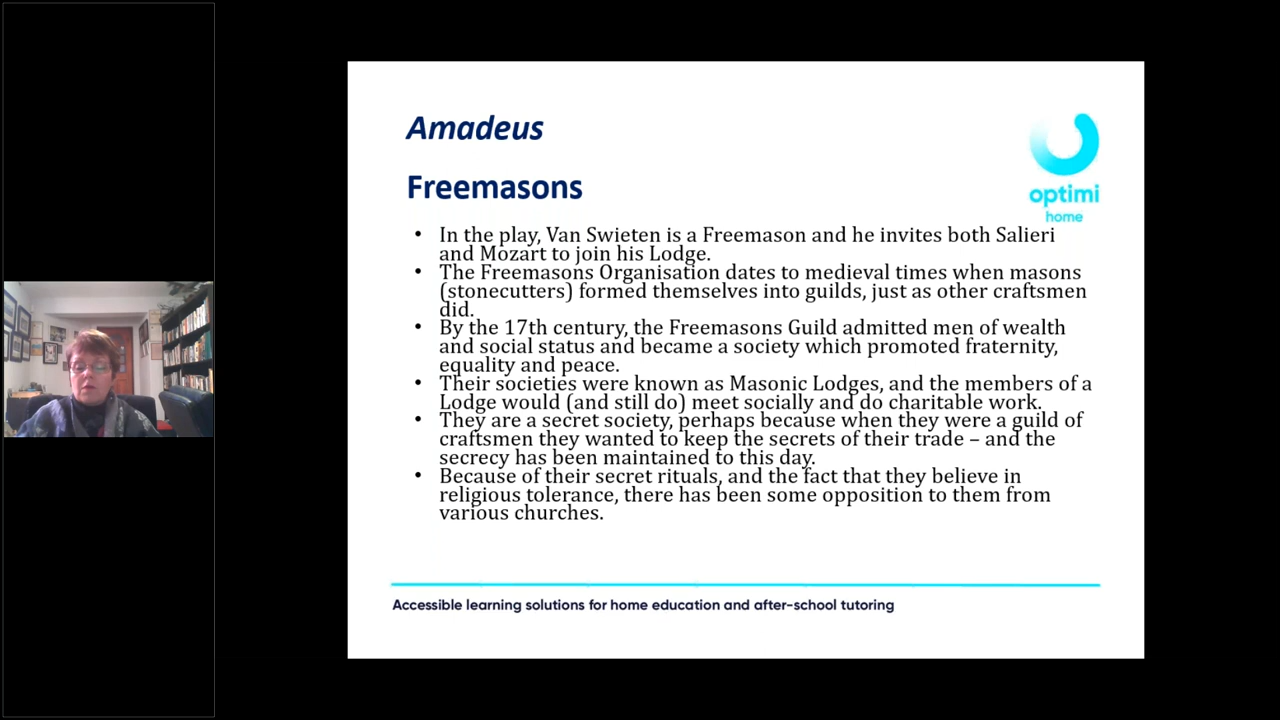 Amadeus
Freemasons
optimi
home
• In the play, Van Swieten is a Freemason and he invites both Salieri
and Mozart to join his Lodge.
• The Freemasons Organisation dates to medieval times when masons
(stonecutters) formed themselves into guilds, just as other craftsmen
did.
• By the 17th century, the Freemasons Guild admitted men of wealth
and social status and became a society which promoted fraternity,
equality and peace.
• Their societies were known as Masonic Lodges, and the members of a
Lodge would (and still do) meet socially and do charitable work.
• They are a secret society, perhaps because when they were a guild of
craftsmen they wanted to keep the secrets of their trade – and the
secrecy has been maintained to this day.
• Because of their secret rituals, and the fact that they believe in
religious tolerance, there has been some opposition to them from
various churches.
Accessible learning solutions for home education and after-school tutoring